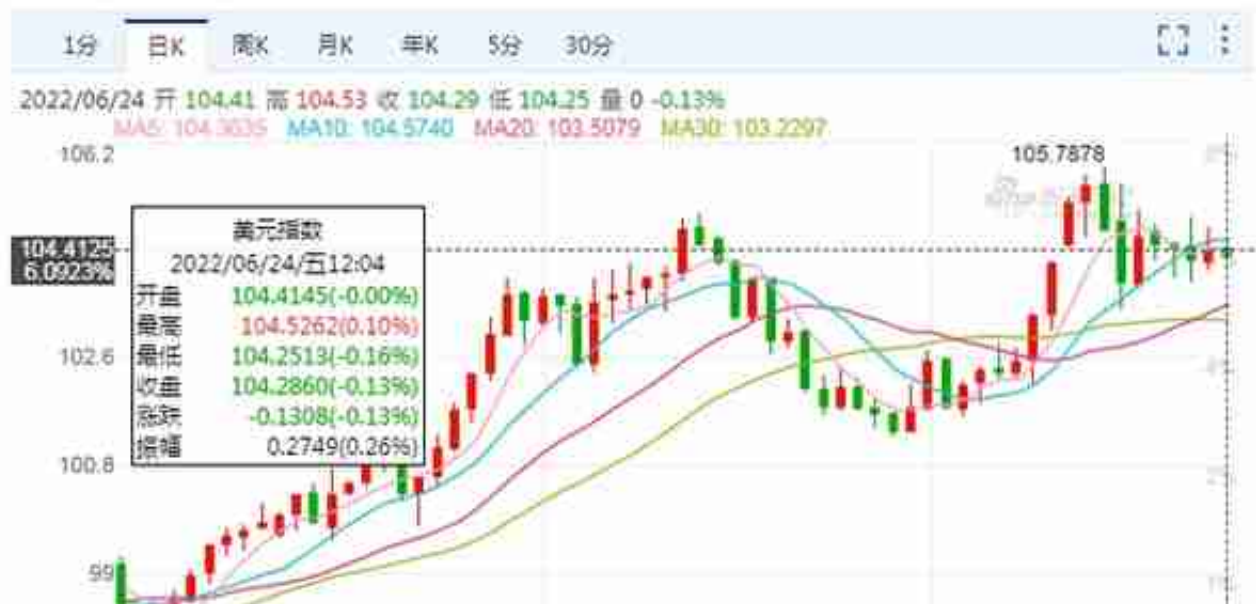 1分 日K 周K 月K 年K 5分 30分
2022/06/24 开 104.41 高 104.53 收 104.29 低 104.25 量 0 -0.13%
MA5: 104.3635 MA10: 104.5740 MA20: 103.5079 MA30: 103.2297
106.2
105.7878
104.4125
6.0923%
美元指数
2022/06/24/五12:04
开盘 104.4145(-0.00%)
最高 104.5262(0.10%)
最低 104.2513(-0.16%)
收盘 104.2860(-0.13%)
涨跌 -0.1308(-0.13%)
振幅 0.2749(0.26%)
102.6
100.8
99